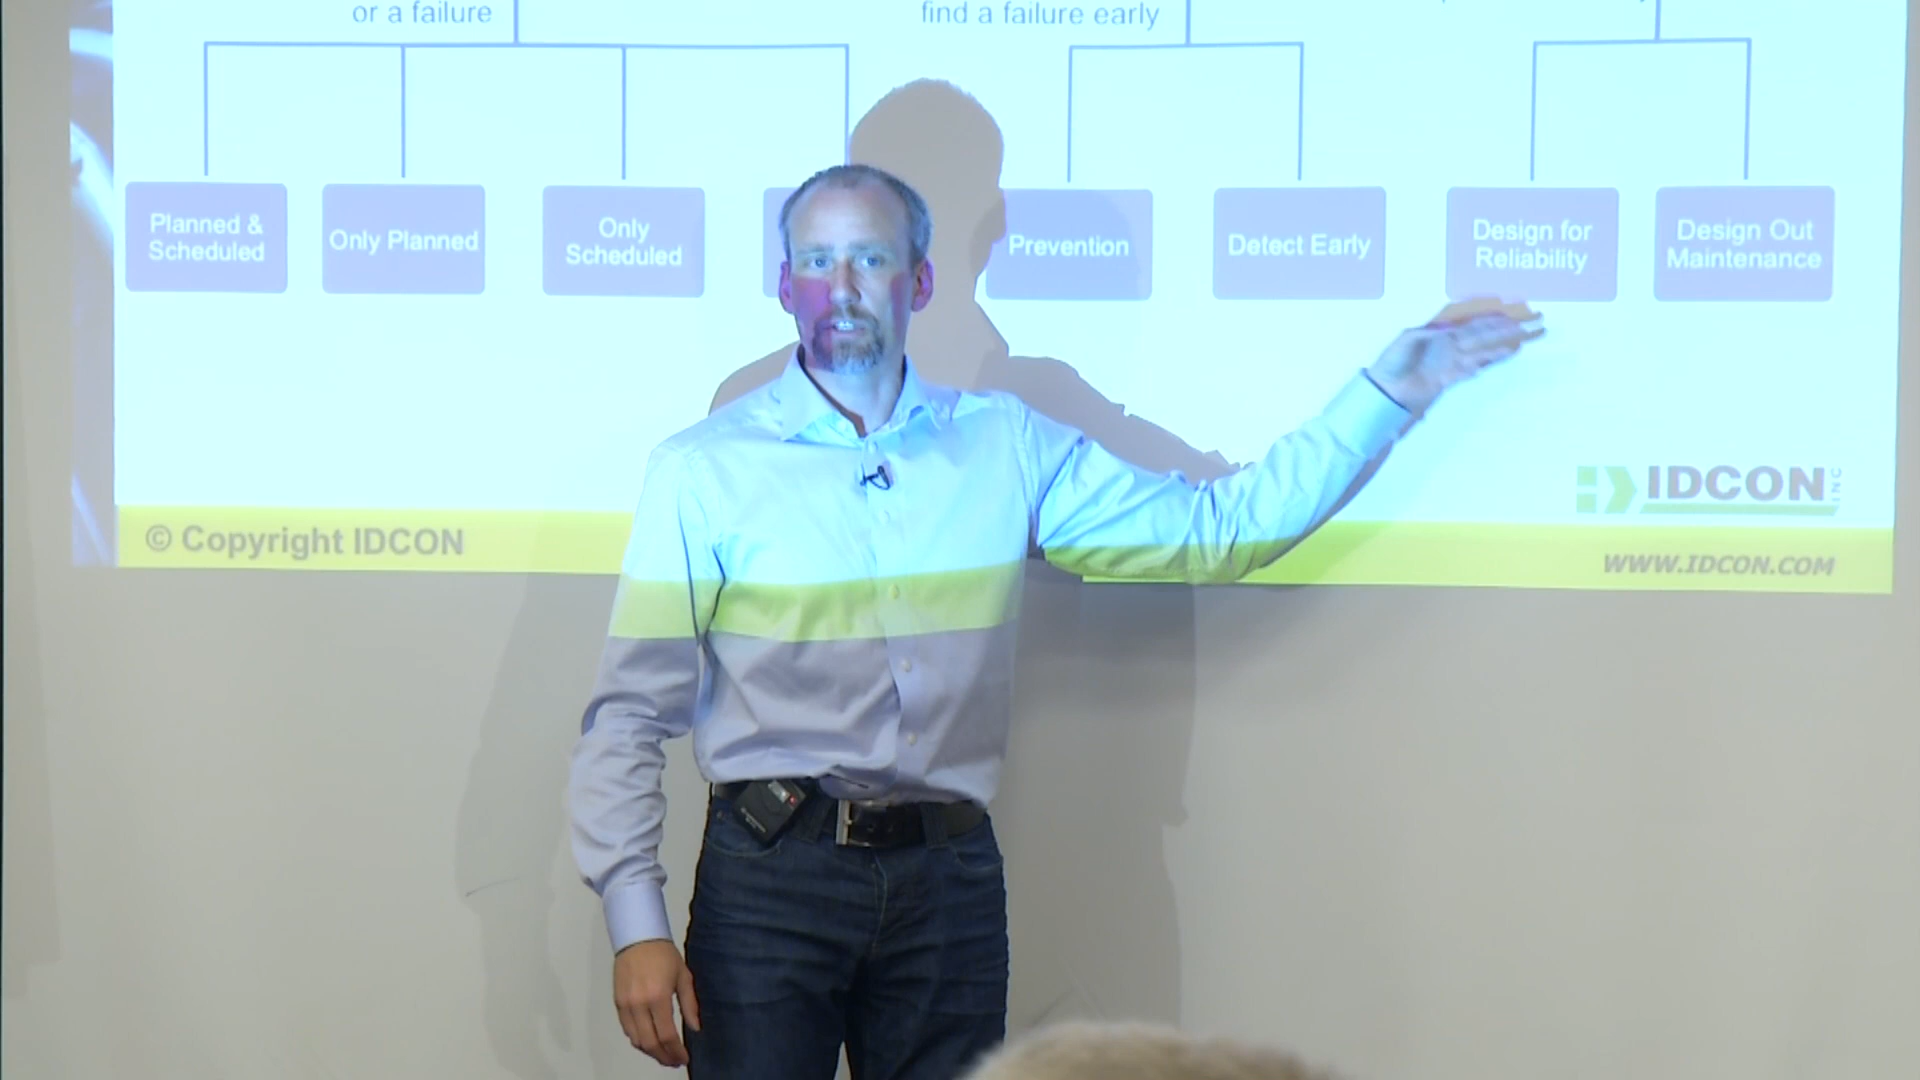 or a failure
find a failure early
Planned &
Scheduled
Only Planned
Only
Scheduled
Prevention
Detect Early
Design for
Reliability
Design Out
Maintenance
IDCON INC
© Copyright IDCON
WWW.IDCON.COM